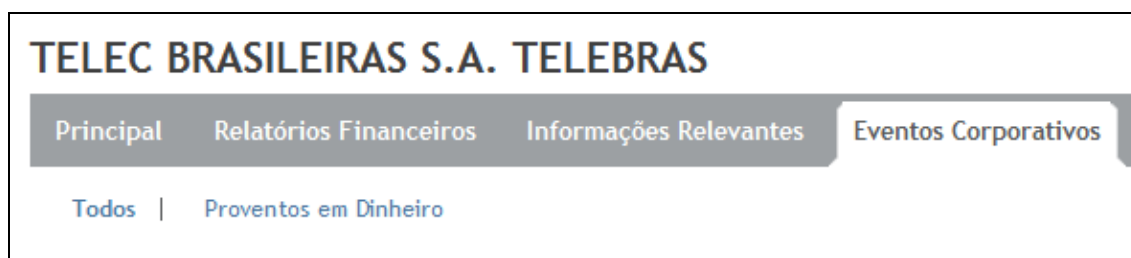 TELEC BRASILEIRAS S.A. TELEBRAS
Principal Relatórios Financeiros Informações Relevantes Eventos Corporativos
Todos | Proventos em Dinheiro